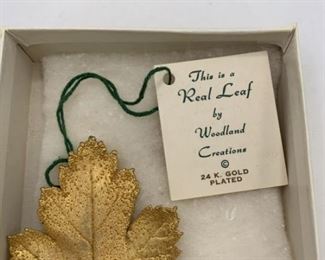 This is a
Real Leaf
by
Woodland
Creations
©
24 K. GOLD
PLATED